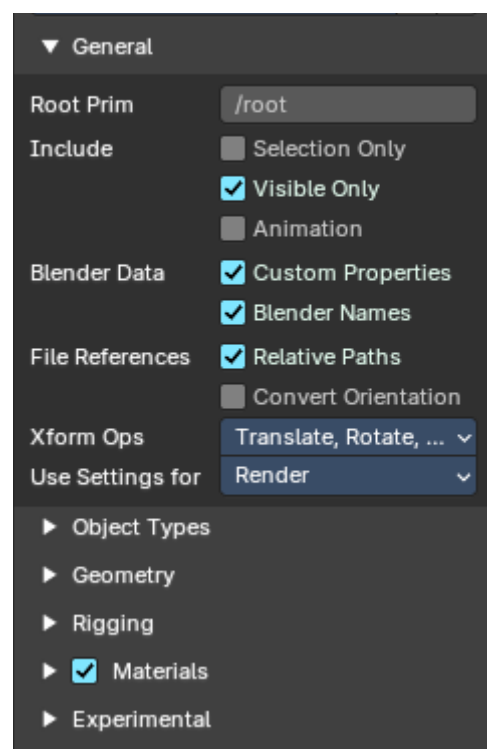 General
Root Prim /root
Include Selection Only
Visible Only
Animation
Blender Data Custom Properties
Blender Names
File References Relative Paths
Convert Orientation
Xform Ops Translate, Rotate, ...
Use Settings for Render
Object Types
Geometry
Rigging
Materials
Experimental